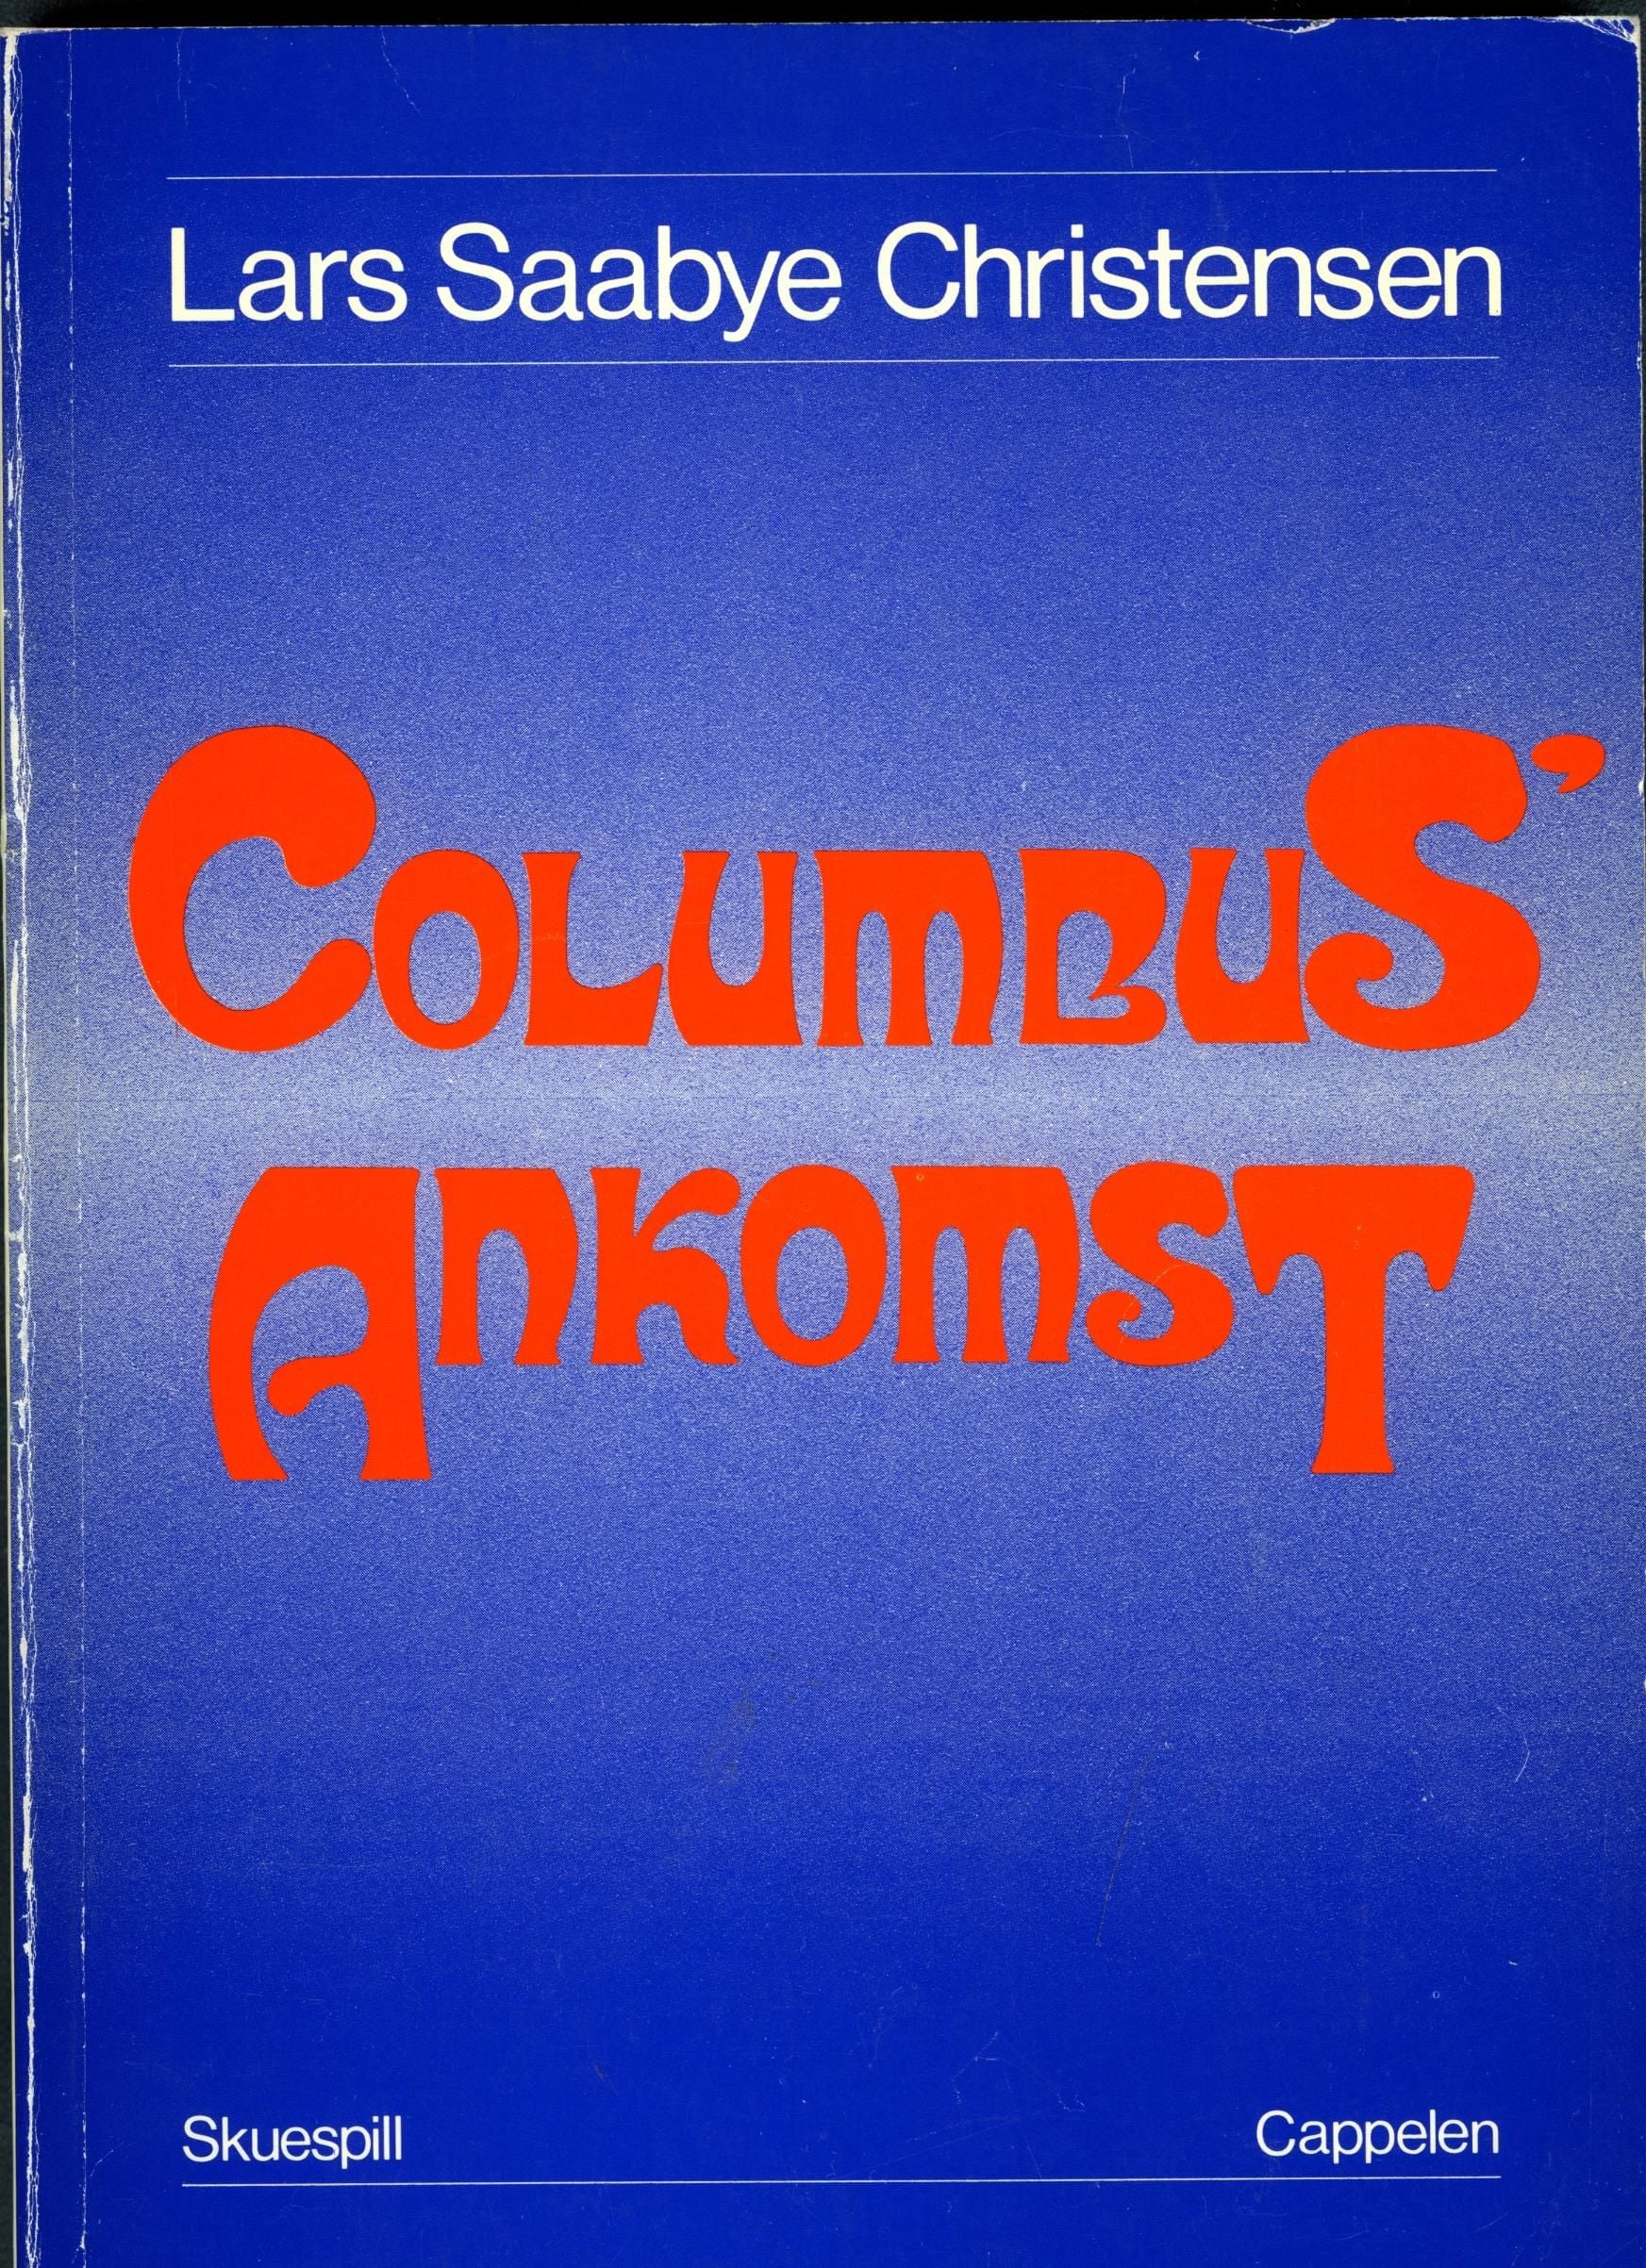 Lars Saabye Christensen
COLUMBUS'
ANKOMST
Skuespill
Cappelen